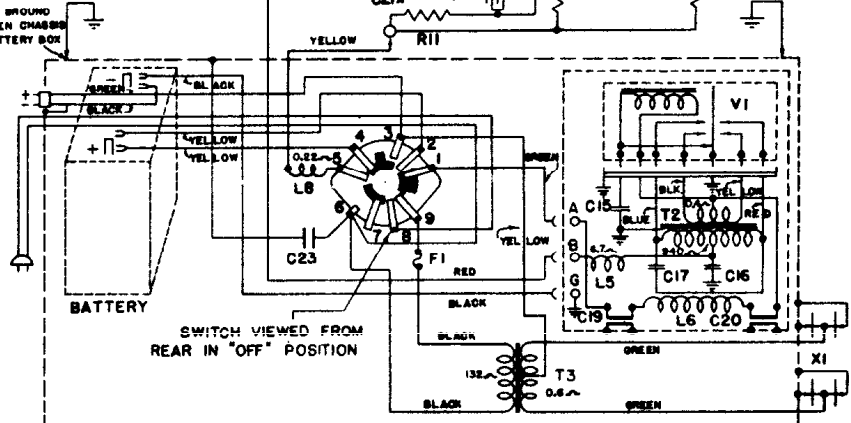 GROUND
EN CHASSIS
TTERY BOX
YELLOW
R11
GREEN
BLACK
BLACK
YELLOW
YELLOW
+
-
+
0.22
L8
1
2
3
4
5
6
7
8
9
C23
F1
BATTERY
SWITCH VIEWED FROM
REAR IN "OFF" POSITION
GREEN
YELLOW
RED
BLACK
BLACK
BLACK
132
T3
0.6
GREEN
GREEN
X1
V1
A
B
G
C15
BLUE
BLK
YELLOW
RED
T2
6.7
L5
940
C17
C16
C19
L6
C20